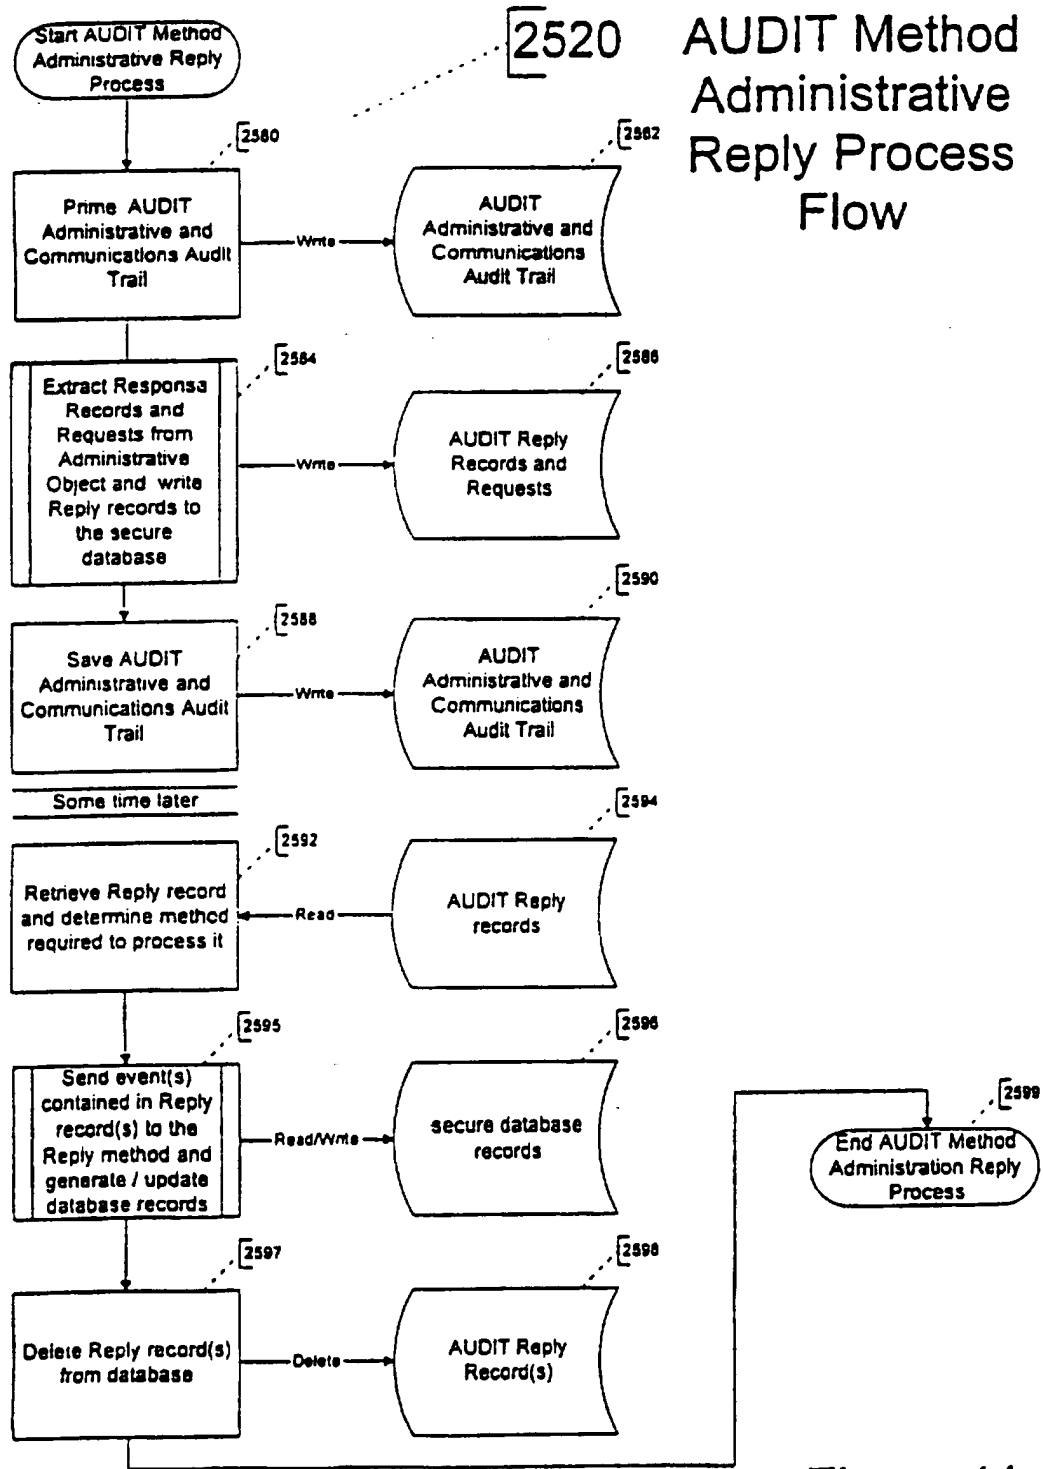 Start AUDIT Method
Administrative Reply
Process
2520
AUDIT Method
Administrative
Reply Process
Flow
2580
Prime AUDIT
Administrative and
Communications Audit
Trail
Write
2582
AUDIT
Administrative and
Communications
Audit Trail
2584
Extract Response
Records and
Requests from
Administrative
Object and write
Reply records to
the secure
database
Write
2586
AUDIT Reply
Records and
Requests
2588
Save AUDIT
Administrative and
Communications Audit
Trail
Write
2590
AUDIT
Administrative and
Communications
Audit Trail
Some time later
2592
Retrieve Reply record
and determine method
required to process it
Read
2594
AUDIT Reply
records
2595
Send event(s)
contained in Reply
record(s) to the
Reply method and
generate / update
database records
Read/Write
2596
secure database
records
2599
End AUDIT Method
Administration Reply
Process
2597
Delete Reply record(s)
from database
Delete
2598
AUDIT Reply
Record(s)